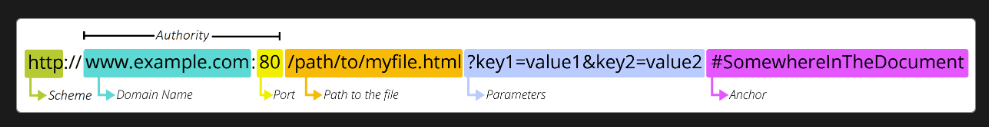 Authority
http://www.example.com:80/path/to/myfile.html?key1=value1&key2=value2 #SomewhereInTheDocument
Scheme Domain Name Port Path to the file Parameters Anchor